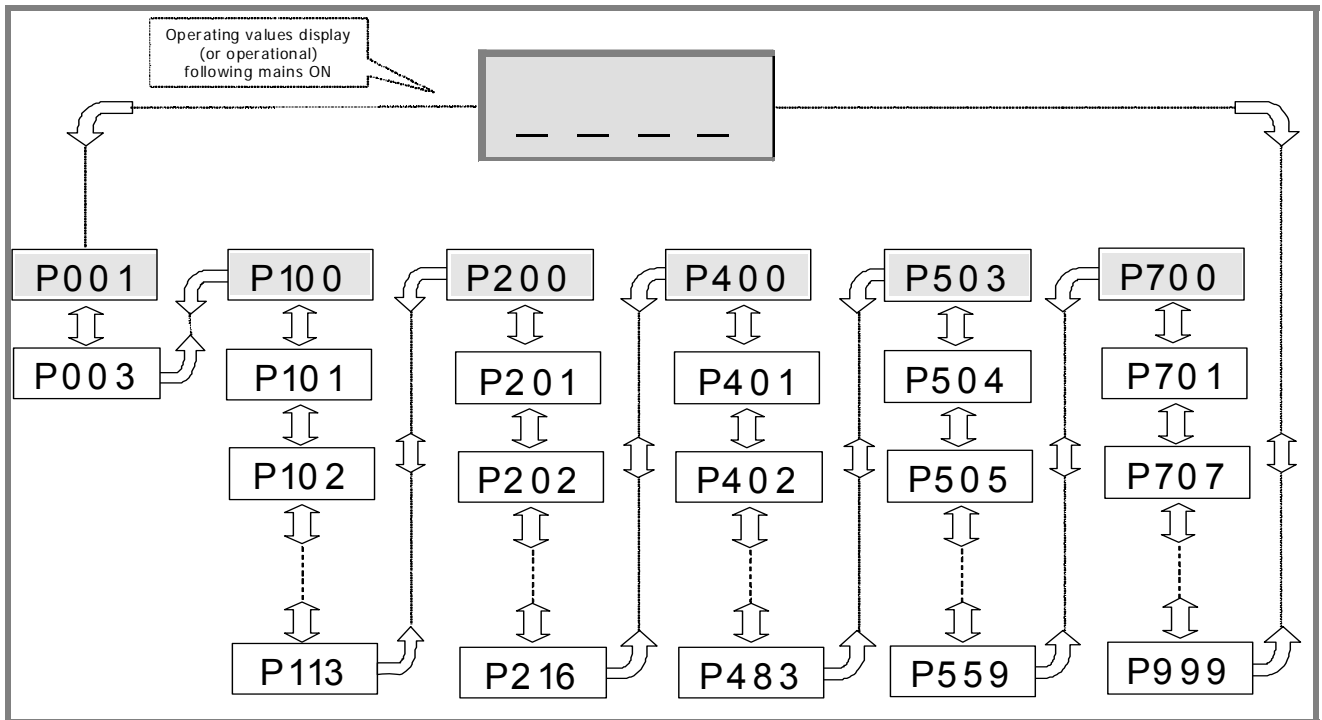 Operating values display
(or operational)
following mains ON
_ _ _ _
P001 P100 P200 P400 P503 P700
P003 P101 P201 P401 P504 P701
P102 P202 P402 P505 P707
P113 P216 P483 P559 P999